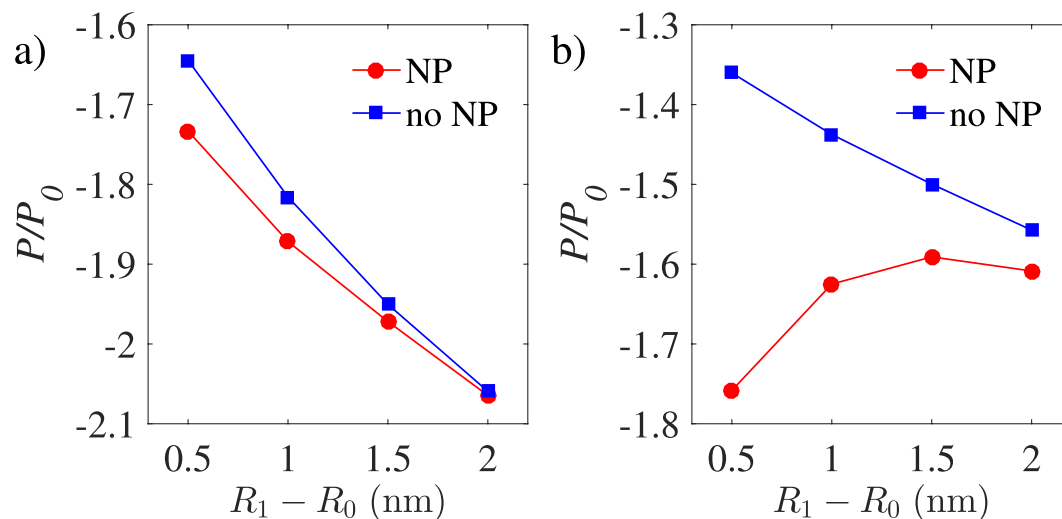 a)
-1.6
-1.7
-1.8
-1.9
-2
-2.1
P/P₀
NP
no NP
0.5 1 1.5 2
R₁ − R₀ (nm)
b)
-1.3
-1.4
-1.5
-1.6
-1.7
-1.8
P/P₀
NP
no NP
0.5 1 1.5 2
R₁ − R₀ (nm)